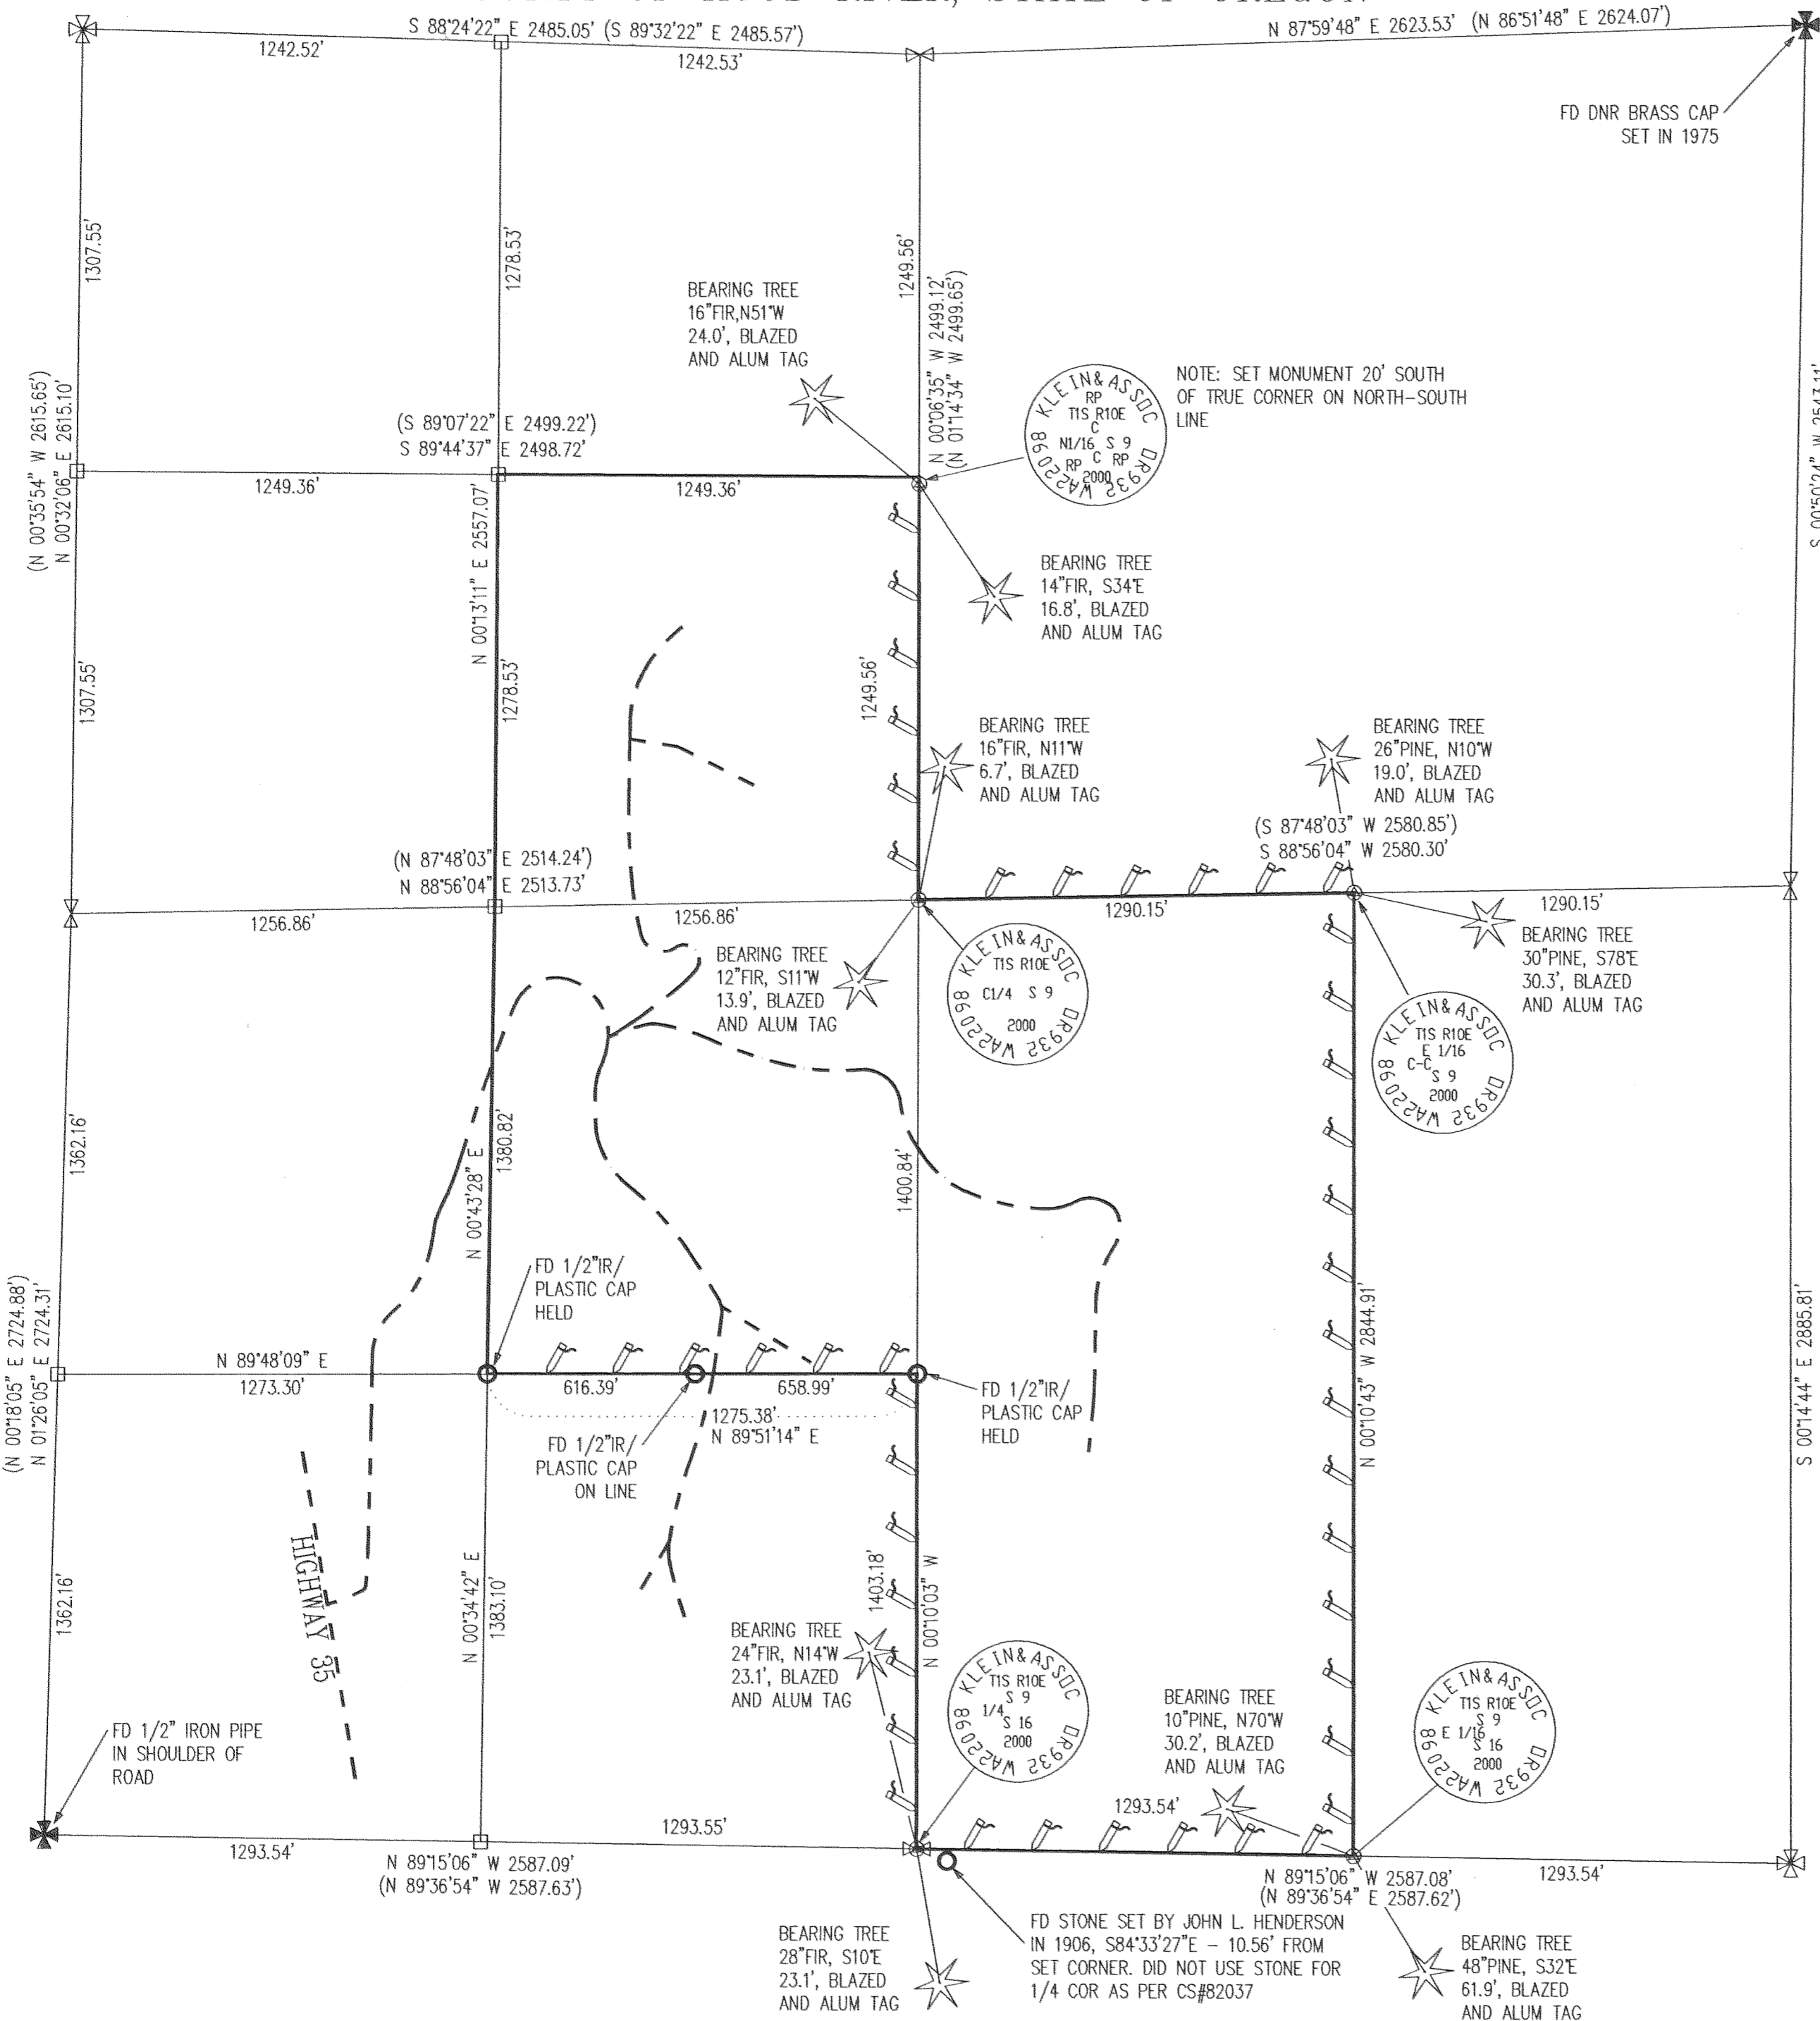 S 88°24'22" E 2485.05' (S 89°32'22" E 2485.57')
1242.52'
1242.53'
N 87°59'48" E 2623.53' (N 86°51'48" E 2624.07')
FD DNR BRASS CAP
SET IN 1975
1307.55'
1278.53'
1249.56'
N 00°06'35" W 2499.12'
(N 01°14'34" W 2499.65')
BEARING TREE
16"FIR,N51°W
24.0', BLAZED
AND ALUM TAG
KLEIN& ASSOC
RP
T1S R10E
C
N1/16 S 9
RP C RP
2000
WA22098 OR932
NOTE: SET MONUMENT 20' SOUTH
OF TRUE CORNER ON NORTH-SOUTH
LINE
(N 00°35'54" W 2615.65')
N 00°32'06" E 2615.10'
(S 89°07'22" E 2499.22')
S 89°44'37" E 2498.72'
1249.36'
1249.36'
N 00°13'11" E 2557.07'
BEARING TREE
14"FIR, S34°E
16.8', BLAZED
AND ALUM TAG
1307.55'
1278.53'
1249.56'
BEARING TREE
16"FIR, N11°W
6.7', BLAZED
AND ALUM TAG
BEARING TREE
26"PINE, N10°W
19.0', BLAZED
AND ALUM TAG
(S 87°48'03" W 2580.85')
S 88°56'04" W 2580.30'
(N 87°48'03" E 2514.24')
N 88°56'04" E 2513.73'
1256.86'
1256.86'
1290.15'
1290.15'
BEARING TREE
12"FIR, S11°W
13.9', BLAZED
AND ALUM TAG
KLEIN& ASSOC
T1S R10E
C1/4 S 9
2000
WA22098 OR932
BEARING TREE
30"PINE, S78°E
30.3', BLAZED
AND ALUM TAG
KLEIN& ASSOC
T1S R10E
E 1/16
C-C
S 9
2000
WA22098 OR932
1362.16'
N 00°43'28" E
1380.82'
1400.84'
(N 00°18'05" E 2724.88')
N 01°26'05" E 2724.31'
FD 1/2"IR/
PLASTIC CAP
HELD
N 89°48'09" E
1273.30'
616.39'
658.99'
1275.38'
N 89°51'14" E
FD 1/2"IR/
PLASTIC CAP
ON LINE
FD 1/2"IR/
PLASTIC CAP
HELD
N 00°10'43" W 2844.91'
S 00°14'44" E 2885.81'
HIGHWAY 35
1362.16'
N 00°34'42" E
1383.10'
1403.18'
N 00°10'03" W
BEARING TREE
24"FIR, N14°W
23.1', BLAZED
AND ALUM TAG
KLEIN& ASSOC
T1S R10E
S 9
1/4
S 16
2000
WA22098 OR932
BEARING TREE
10"PINE, N70°W
30.2', BLAZED
AND ALUM TAG
KLEIN& ASSOC
T1S R10E
S 9
E 1/16
S 16
2000
WA22098 OR932
FD 1/2" IRON PIPE
IN SHOULDER OF
ROAD
1293.54'
1293.55'
1293.54'
1293.54'
N 89°15'06" W 2587.09'
(N 89°36'54" W 2587.63')
N 89°15'06" W 2587.08'
(N 89°36'54" E 2587.62')
BEARING TREE
28"FIR, S10°E
23.1', BLAZED
AND ALUM TAG
FD STONE SET BY JOHN L. HENDERSON
IN 1906, S84°33'27"E - 10.56' FROM
SET CORNER. DID NOT USE STONE FOR
1/4 COR AS PER CS#82037
BEARING TREE
48"PINE, S32°E
61.9', BLAZED
AND ALUM TAG